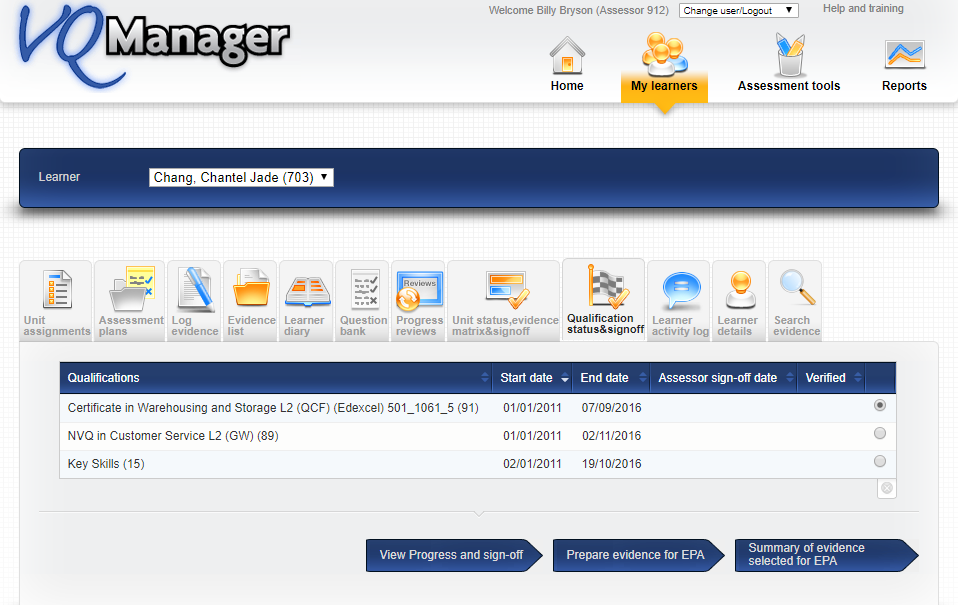 VQManager
Welcome Billy Bryson (Assessor 912) Change user/Logout Help and training
Home My learners Assessment tools Reports
Learner Chang, Chantel Jade (703)
Reviews
Unit assignments
Assessment plans
Log evidence
Evidence list
Learner diary
Question bank
Progress reviews
Unit status,evidence matrix&signoff
Qualification status&signoff
Learner activity log
Learner details
Search evidence
Qualifications Start date End date Assessor sign-off date Verified
Certificate in Warehousing and Storage L2 (QCF) (Edexcel) 501_1061_5 (91) 01/01/2011 07/09/2016
NVQ in Customer Service L2 (GW) (89) 01/01/2011 02/11/2016
Key Skills (15) 02/01/2011 19/10/2016
View Progress and sign-off
Prepare evidence for EPA
Summary of evidence
selected for EPA